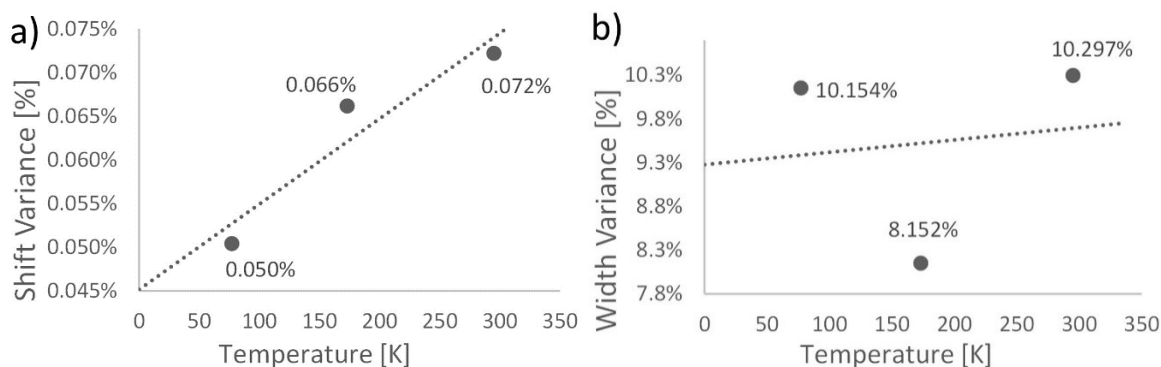 a)
Shift Variance [%]
0.075%
0.070%
0.065%
0.060%
0.055%
0.050%
0.045%
0.066%
0.072%
0.050%
0 50 100 150 200 250 300 350
Temperature [K]
b)
Width Variance [%]
10.3%
9.8%
9.3%
8.8%
8.3%
7.8%
10.297%
10.154%
8.152%
0 50 100 150 200 250 300 350
Temperature [K]